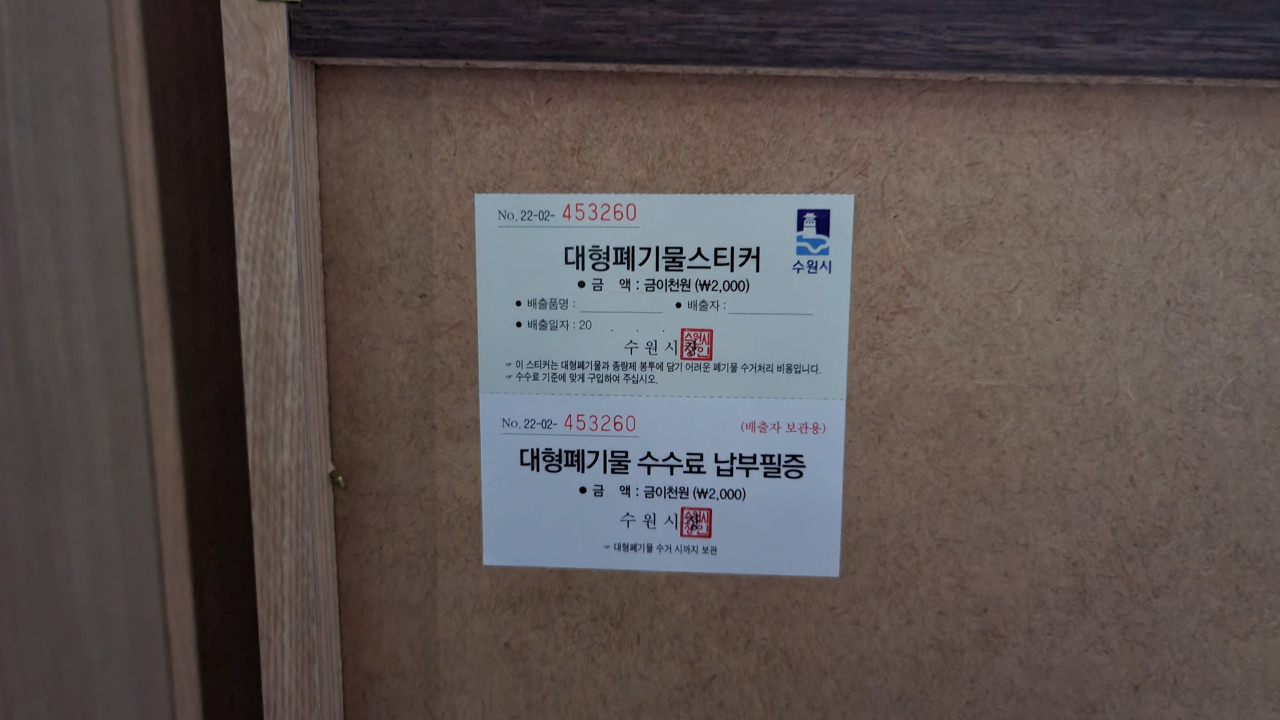 No. 22-02- 453260
수원시
대형폐기물스티커
● 금 액 : 금이천원 (₩2,000)
● 배출품명 : ● 배출자 :
● 배출일자 : 20 . . .
수 원 시 장
☞ 이 스티커는 대형폐기물과 종량제 봉투에 담기 어려운 폐기물 수거처리 비용입니다.
☞ 수수료 기준에 맞게 구입하여 주십시오.
No. 22-02- 453260
(배출자 보관용)
대형폐기물 수수료 납부필증
● 금 액 : 금이천원 (₩2,000)
수 원 시 장
☞ 대형폐기물 수거 시까지 보관